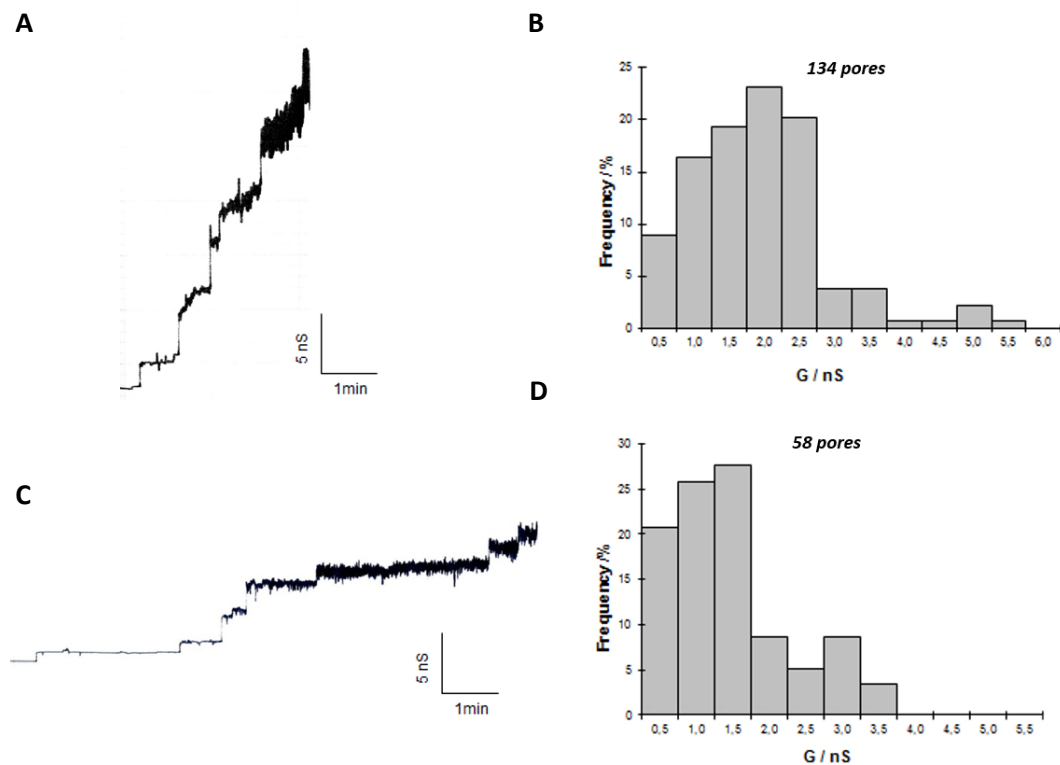 A
5 nS
1min
B
134 pores
Frequency / %
25
20
15
10
5
0
0,5 1,0 1,5 2,0 2,5 3,0 3,5 4,0 4,5 5,0 5,5 6,0
G / nS
C
5 nS
1min
D
58 pores
Frequency / %
30
25
20
15
10
5
0
0,5 1,0 1,5 2,0 2,5 3,0 3,5 4,0 4,5 5,0 5,5
G / nS